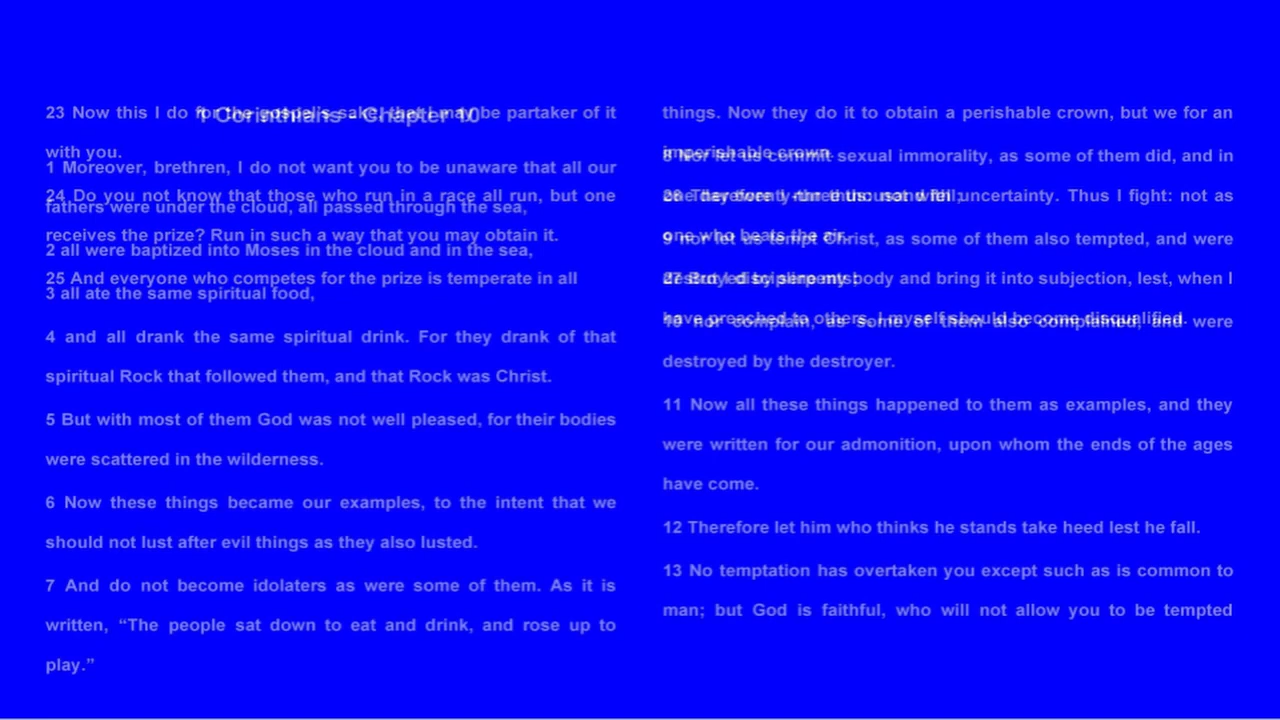 23 Now this I do for the gospel's sake, that I may be partaker of it
1 Corinthians - Chapter 10
with you.
1 Moreover, brethren, I do not want you to be unaware that all our
24 Do you not know that those who run in a race all run, but one
fathers were under the cloud, all passed through the sea,
receives the prize? Run in such a way that you may obtain it.
2 all were baptized into Moses in the cloud and in the sea,
25 And everyone who competes for the prize is temperate in all
3 all ate the same spiritual food,
4 and all drank the same spiritual drink. For they drank of that
spiritual Rock that followed them, and that Rock was Christ.
5 But with most of them God was not well pleased, for their bodies
were scattered in the wilderness.
6 Now these things became our examples, to the intent that we
should not lust after evil things as they also lusted.
7 And do not become idolaters as were some of them. As it is
written, “The people sat down to eat and drink, and rose up to
play.”
things. Now they do it to obtain a perishable crown, but we for an
imperishable crown.
8 Nor let us commit sexual immorality, as some of them did, and in
uncertainty. Thus I fight: not as
one who beats the air.
9 nor let us tempt Christ, as some of them also tempted, and were
body and bring it into subjection, lest, when I
have preached to others, I myself should become disqualified.
10 nor complain, as some of them also complained, and were
destroyed by the destroyer.
11 Now all these things happened to them as examples, and they
were written for our admonition, upon whom the ends of the ages
have come.
12 Therefore let him who thinks he stands take heed lest he fall.
13 No temptation has overtaken you except such as is common to
man; but God is faithful, who will not allow you to be tempted